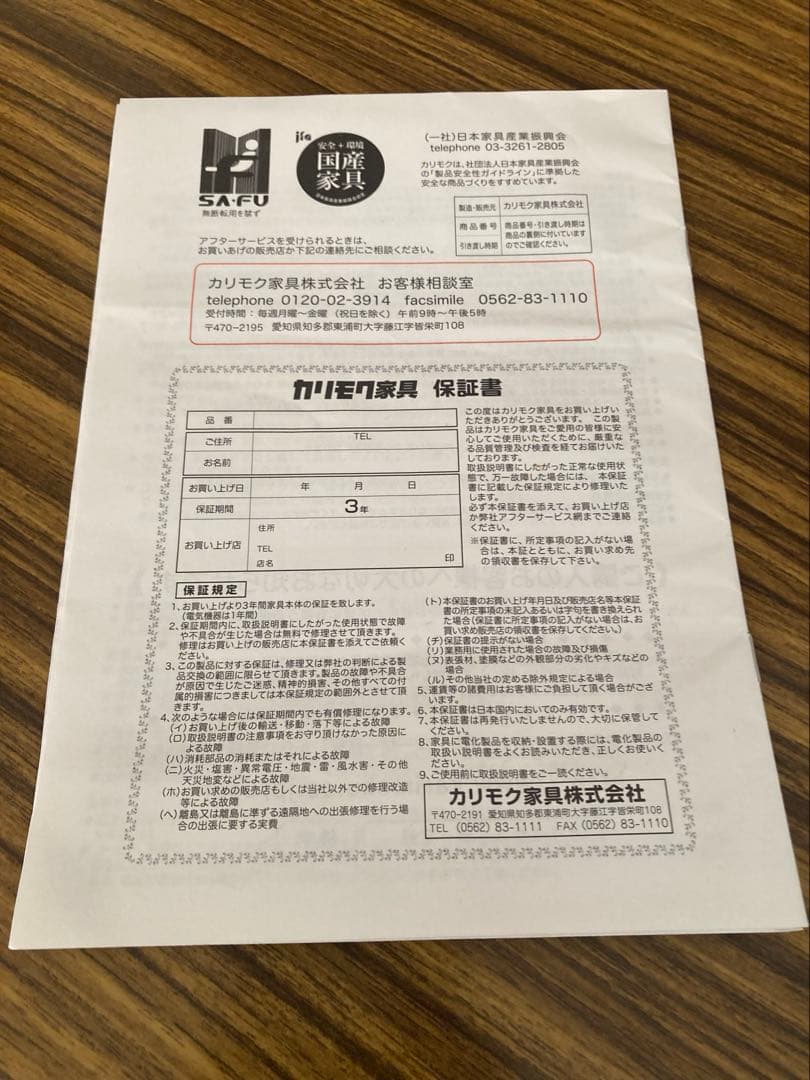 SA・FU
無断転用を禁ず
jfa
安全+環境
国産
家具
(一社)日本家具産業振興会
telephone 03-3261-2805
カリモクは、社団法人日本家具産業振興会
の「製品安全性ガイドライン」に準拠した
安全な商品づくりをすすめています。
製造・販売元 カリモク家具株式会社
商品番号 商品番号・引き渡し時期は
引き渡し時期 商品の裏側に付いています
のでご確認ください。
アフターサービスを受けられるときは、
お買いあげの販売店か下記の連絡先にご相談ください。
カリモク家具株式会社 お客様相談室
telephone 0120-02-3914 facsimile 0562-83-1110
受付時間:毎週月曜〜金曜(祝日を除く)午前9時〜午後5時
〒470-2195 愛知県知多郡東浦町大字藤江字皆栄町108
カリモク家具 保証書
品番
ご住所 TEL
お名前
お買い上げ日 年 月 日
保証期間 3年
お買い上げ店 住所
TEL
店名 印
この度はカリモク家具をお買い上げい
ただきありがとうございます。この製
品はカリモク家具をご愛用の皆様に安
心してご使用いただくために、厳重な
る品質管理及び検査を経てお届けいた
しております。
取扱説明書にしたがった正常な使用状
態で、万一故障した場合には、本保証
書に記載した保証規定により修理いた
します。
必ず本保証書を添えて、お買い上げ店
か弊社アフターサービス網までご連絡
ください。
※保証書に、所定事項の記入がない場
合は、本証とともに、お買い求め先
の領収書を保存して下さい。
保証規定
1、お買い上げより3年間家具本体の保証を致します。
(電気機器は1年間)
2、保証期間内に、取扱説明書にしたがった使用状態で故障
や不具合が生じた場合は無料で修理させて頂きます。
修理はお買い上げの販売店に本保証書を添えてご依頼
ください。
3、この製品に対する保証は、修理又は弊社の判断による製
品交換の範囲に限らせて頂きます。製品の故障や不具合
が原因で生じたご迷惑、精神的損害、その他すべての付
属的損害につきましては本保証規定の範囲外とさせて頂
きます。
4、次のような場合には保証期間内でも有償修理になります。
(イ)お買い上げ後の輸送・移動・落下等による故障
(ロ)取扱説明書の注意事項をお守り頂けなかった原因に
よる故障
(ハ)消耗部品の消耗またはそれによる故障
(ニ)火災・塩害・異常電圧・地震・雷・風水害・その他
天災地変などによる故障
(ホ)お買い求めの販売店もしくは当社以外での修理改造
等による故障
(ヘ)離島又は離島に準ずる遠隔地への出張修理を行う場
合の出張に要する実費
(ト)本保証書のお買い上げ年月日及び販売店名等本保証
書の所定事項の未記入あるいは字句を書き換えられ
た場合(保証書に所定事項の記入がない場合は、お
買い求め販売店の領収書を保存してください。)
(チ)保証書の提示がない場合
(リ)業務用に使用された場合の故障及び損傷
(ヌ)表張材、塗膜などの外観部分の劣化やキズなどの
場合
(ル)その他当社の定める除外規定による場合
5、運賃等の諸費用はお客様にご負担して頂く場合がござ
います。
6、本保証書は日本国内においてのみ有効です。
7、本保証書は再発行いたしませんので、大切に保管して
ください。
8、家具に電化製品を収納・設置する際には、電化製品の
取扱い説明書をよくお読みいただき、正しくお使いく
ださい。
9、ご使用前に取扱説明書をご一読ください。
カリモク家具株式会社
〒470-2191 愛知県知多郡東浦町大字藤江字皆栄町108
TEL (0562) 83-1111 FAX (0562) 83-1110